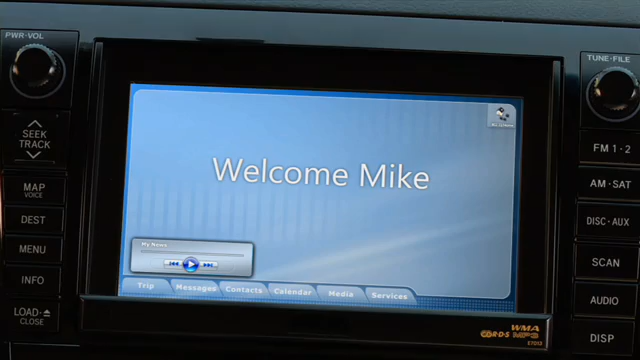 PWR·VOL
SEEK
TRACK
MAP
VOICE
DEST
MENU
INFO
LOAD·
CLOSE
Welcome Mike
My News
Trip
Messages
Contacts
Calendar
Media
Services
TUNE·FILE
FM 1·2
AM·SAT
DISC·AUX
SCAN
AUDIO
DISP
R·D·S
WMA
MP3
E7013